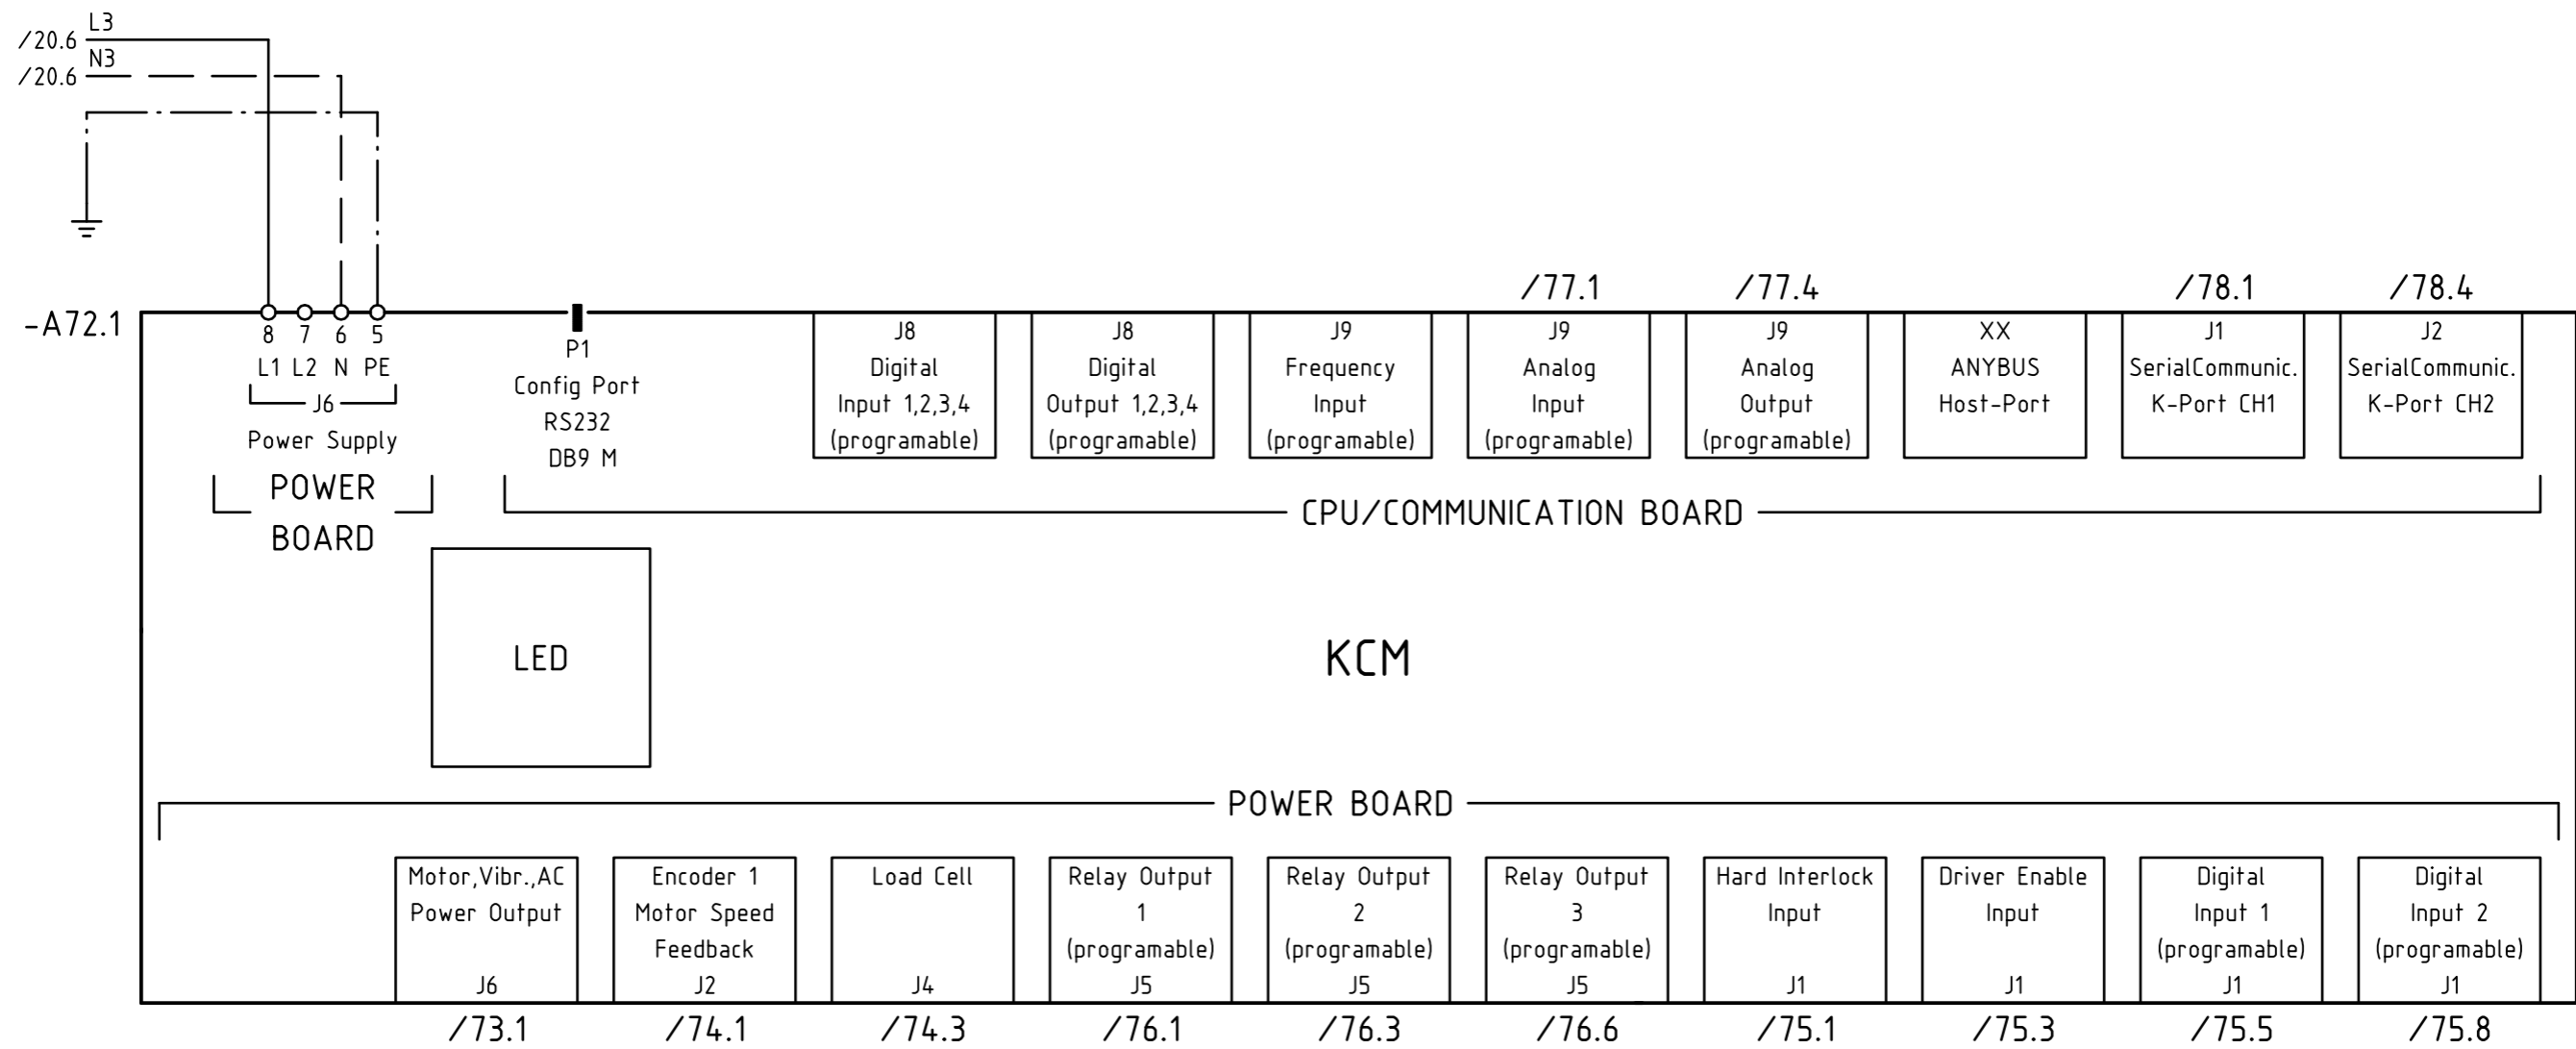 L3
/20.6
N3
/20.6
/77.1
/77.4
/78.1
/78.4
-A72.1
8 7 6 5
L1 L2 N PE
J6
Power Supply
POWER
BOARD
P1
Config Port
RS232
DB9 M
J8
Digital
Input 1,2,3,4
(programable)
J8
Digital
Output 1,2,3,4
(programable)
J9
Frequency
Input
(programable)
J9
Analog
Input
(programable)
J9
Analog
Output
(programable)
XX
ANYBUS
Host-Port
J1
SerialCommunic.
K-Port CH1
J2
SerialCommunic.
K-Port CH2
CPU/COMMUNICATION BOARD
LED
KCM
POWER BOARD
Motor,Vibr.,AC
Power Output
J6
Encoder 1
Motor Speed
Feedback
J2
Load Cell
J4
Relay Output
1
(programable)
J5
Relay Output
2
(programable)
J5
Relay Output
3
(programable)
J5
Hard Interlock
Input
J1
Driver Enable
Input
J1
Digital
Input 1
(programable)
J1
Digital
Input 2
(programable)
J1
/73.1
/74.1
/74.3
/76.1
/76.3
/76.6
/75.1
/75.3
/75.5
/75.8